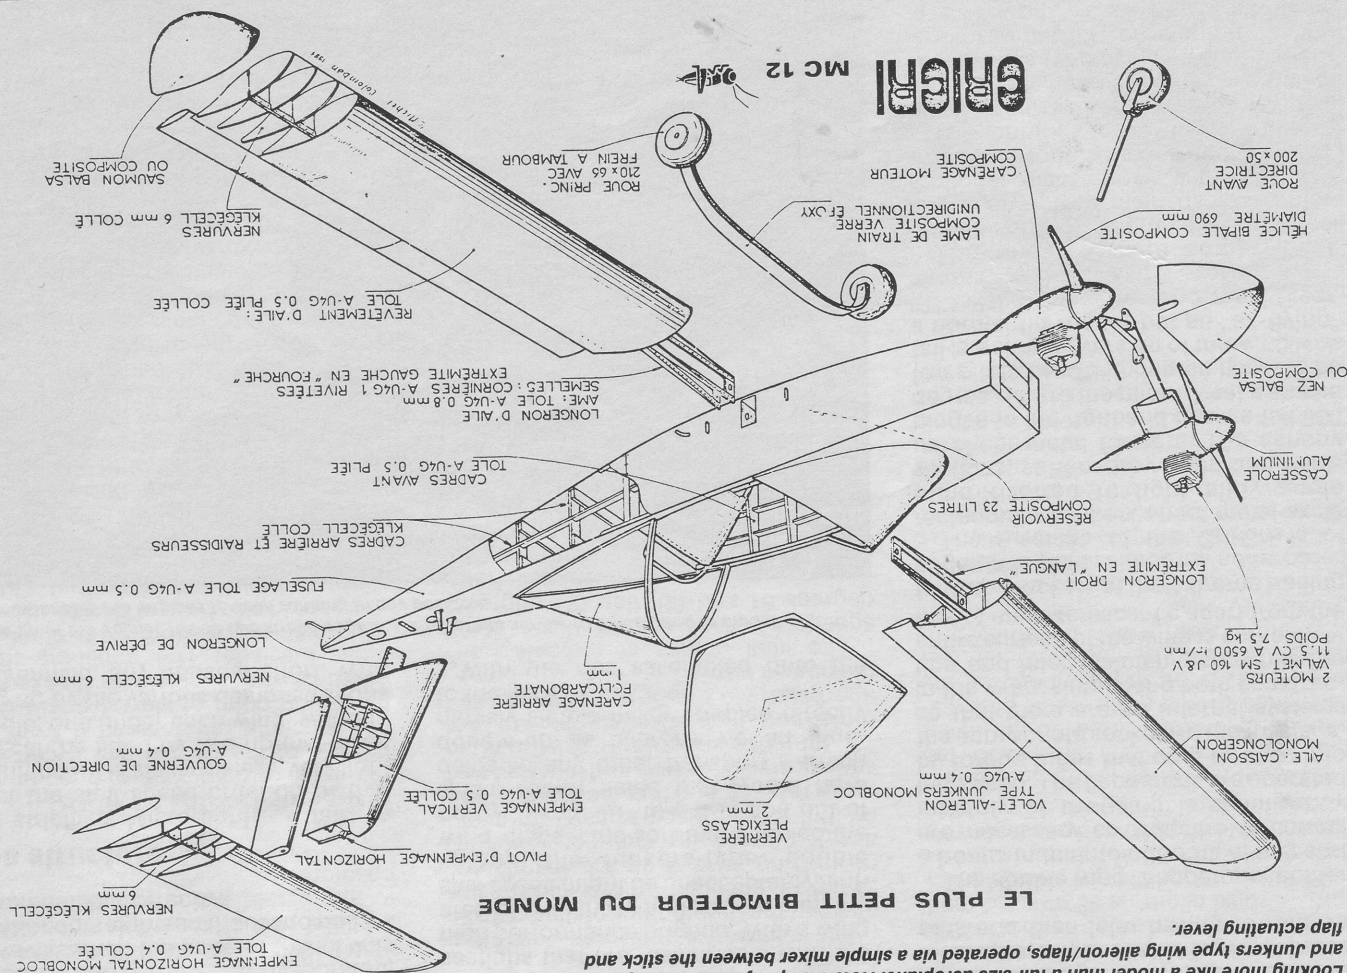 Looking more like a model than a full size
and Junkers type wing aileron/flaps, operated via a simple mixer between the stick and
flap actuating lever.
LE PLUS PETIT BIMOTEUR DU MONDE
EMPENNAGE HORIZONTAL MONOBLOC
TOLE A-U4G 0.4 COLLÉE
NERVURES KLÉGÉCELL
6 mm
PIVOT D'EMPENNAGE HORIZONTAL
VERRIÈRE
PLEXIGLASS
2 mm
VOLET-AILERON
TYPE JUNKERS MONOBLOC
A-U4G 0.4 mm
EMPENNAGE VERTICAL
TOLE A-U4G 0.5 COLLÉE
AILE: CAISSON
MONOLONGERON
GOUVERNE DE DIRECTION
A-U4G 0.4 mm
CARÉNAGE ARRIÈRE
POLYCARBONATE
1 mm
2 MOTEURS
VALMET SM 160 J&J
11.5 CV A 6500 tr/mn
POIDS 7.5 kg
NERVURES KLÉGÉCELL 6 mm
LONGERON DE DÉRIVE
LONGERON DROIT
EXTRÉMITÉ EN "LANGUE"
FUSELAGE TOLE A-U4G 0.5 mm
CADRES ARRIÈRE ET RAIDISSEURS
KLÉGÉCELL COLLÉ
RÉSERVOIR
COMPOSITE 23 LITRES
CASSEROLE
ALUMINIUM
CADRES AVANT
TOLE A-U4G 0.5 PLIÉE
NEZ BALSA
OU COMPOSITE
LONGERON D'AILE
AME: TOLE A-U4G 0.8 mm
SEMELLES: CORNIÈRES A-U4G 1 RIVETÉES
EXTRÉMITÉ GAUCHE EN "FOURCHE"
REVÊTEMENT D'AILE:
TOLE A-U4G 0.5 PLIÉE COLLÉE
HÉLICE BIPALE COMPOSITE
DIAMÈTRE 690 mm
LAME DE TRAIN
COMPOSITE VERRE
UNIDIRECTIONNEL ÉPOXY
NERVURES
KLÉGÉCELL 6 mm COLLÉ
ROUE AVANT
DIRECTRICE
200 x 50
CARÉNAGE MOTEUR
COMPOSITE
ROUE PRINC.
210 x 65 AVEC
FREIN A TAMBOUR
SAUMON BALSA
OU COMPOSITE
CRICRI MC 12
Michel Colomban